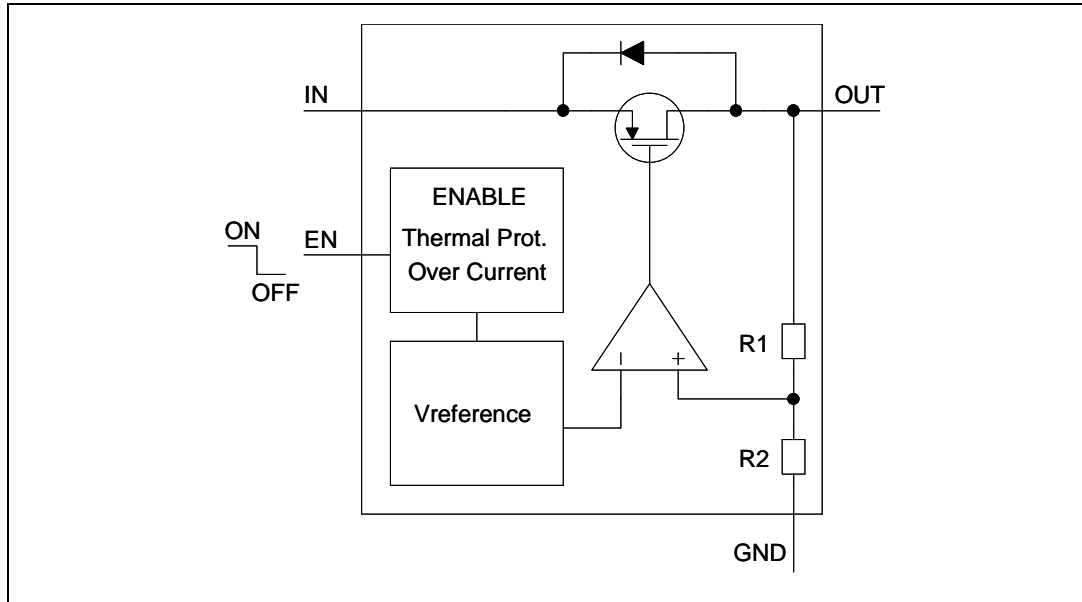 IN
OUT
ENABLE
Thermal Prot.
Over Current
ON
OFF
EN
Vreference
R1
R2
GND